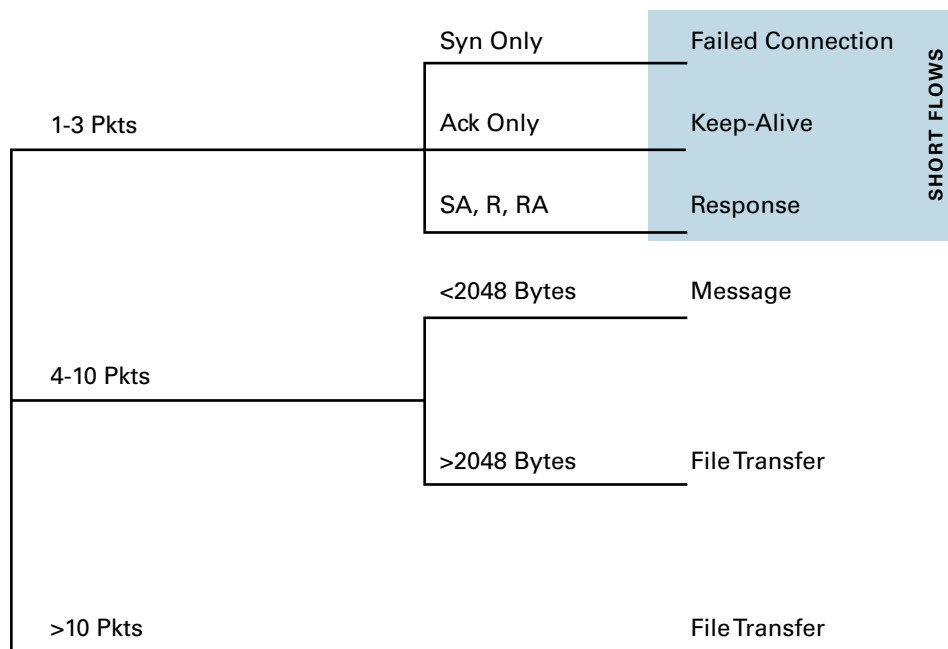 Syn Only Failed Connection
1-3 Pkts Ack Only Keep-Alive
SA, R, RA Response
SHORT FLOWS
<2048 Bytes Message
4-10 Pkts
>2048 Bytes File Transfer
>10 Pkts File Transfer